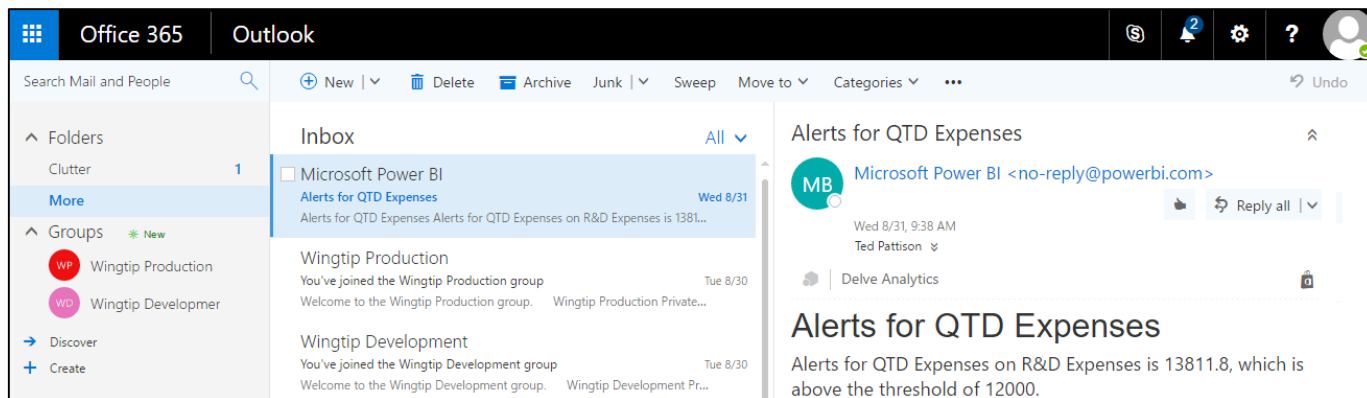 Office 365
Outlook
2
?
Search Mail and People
New
Delete
Archive
Junk
Sweep
Move to
Categories
•••
Undo
Folders
Clutter 1
More
Groups New
WP Wingtip Production
WD Wingtip Developmer
Discover
Create
Inbox All
Microsoft Power BI
Alerts for QTD Expenses Wed 8/31
Alerts for QTD Expenses Alerts for QTD Expenses on R&D Expenses is 1381...
Wingtip Production
You've joined the Wingtip Production group Tue 8/30
Welcome to the Wingtip Production group. Wingtip Production Private...
Wingtip Development
You've joined the Wingtip Development group Tue 8/30
Welcome to the Wingtip Development group. Wingtip Development Pr...
Alerts for QTD Expenses
MB
Microsoft Power BI <no-reply@powerbi.com>
Reply all
Wed 8/31, 9:38 AM
Ted Pattison
Delve Analytics
Alerts for QTD Expenses
Alerts for QTD Expenses on R&D Expenses is 13811.8, which is
above the threshold of 12000.